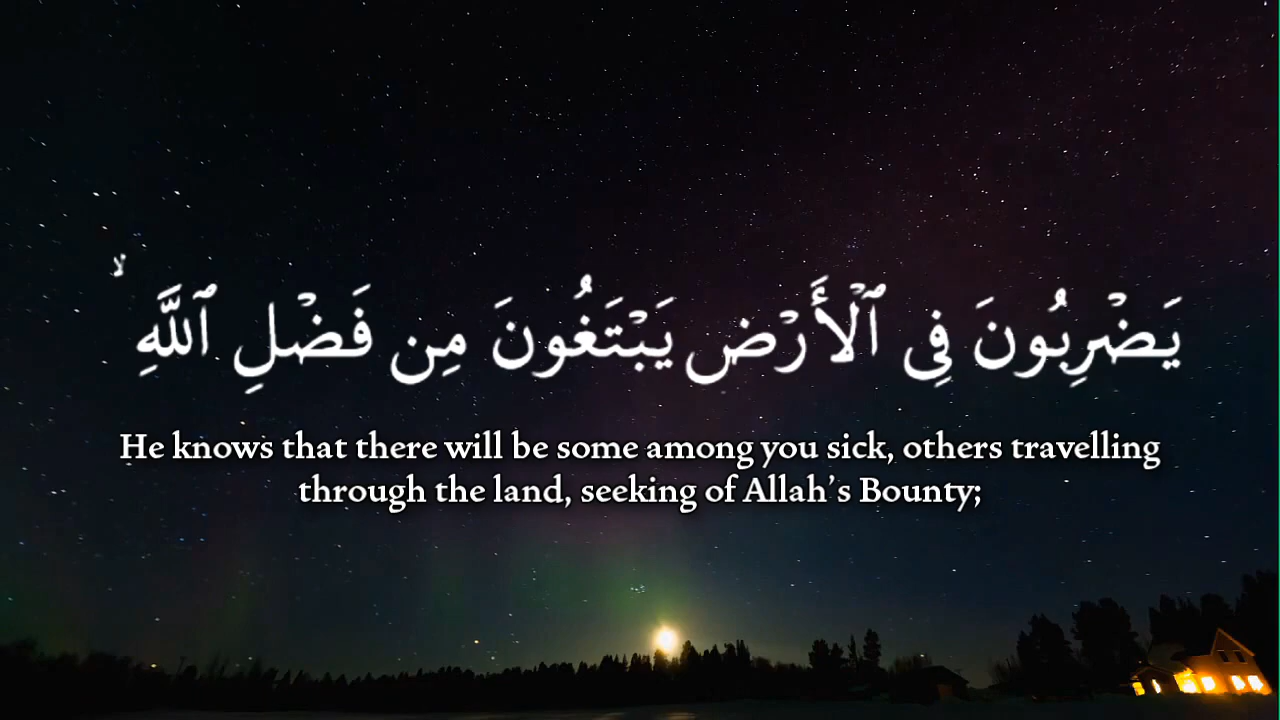 يَضْرِبُونَ فِى ٱلْأَرْضِ يَبْتَغُونَ مِن فَضْلِ ٱللَّهِ ۙ
He knows that there will be some among you sick, others travelling
through the land, seeking of Allah's Bounty;